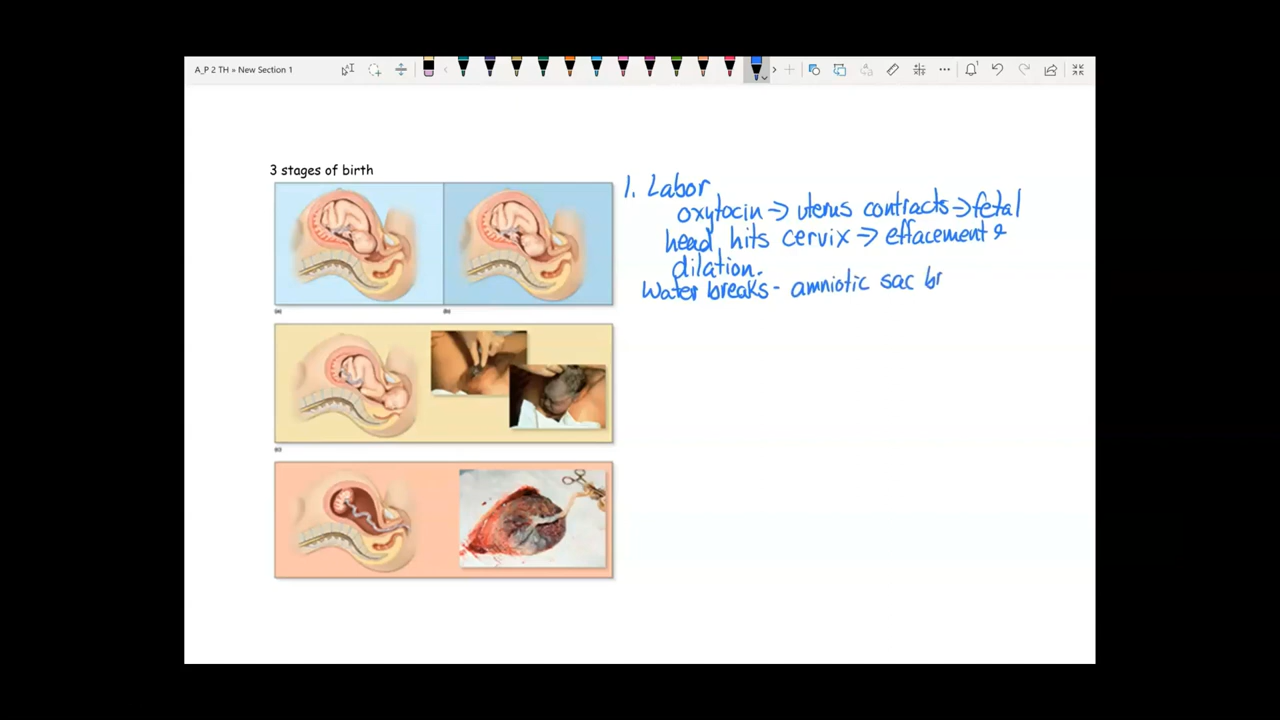 A_P 2 TH » New Section 1
3 stages of birth
1. Labor
oxytocin → uterus contracts → fetal
head hits cervix → effacement &
dilation.
Water breaks - amniotic sac br
(a)
(b)
(c)